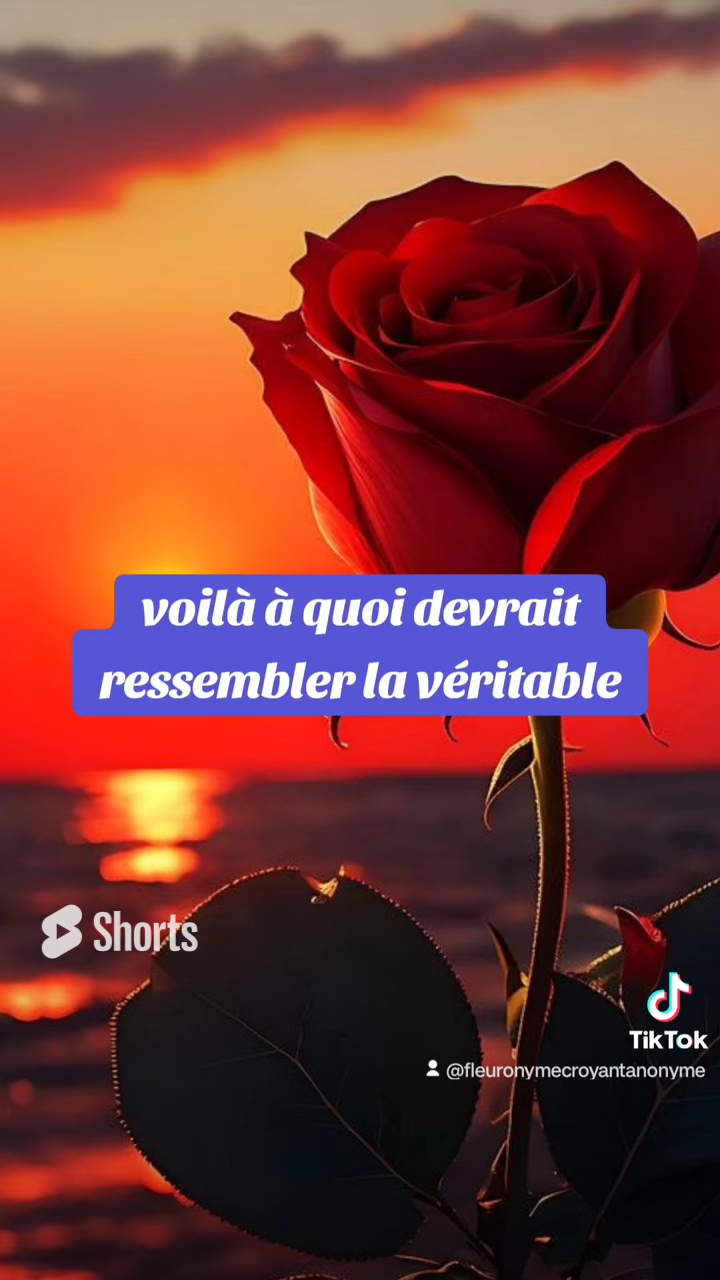 voilà à quoi devrait
ressembler la véritable
Shorts
TikTok
@fleuronymecroyantanonyme